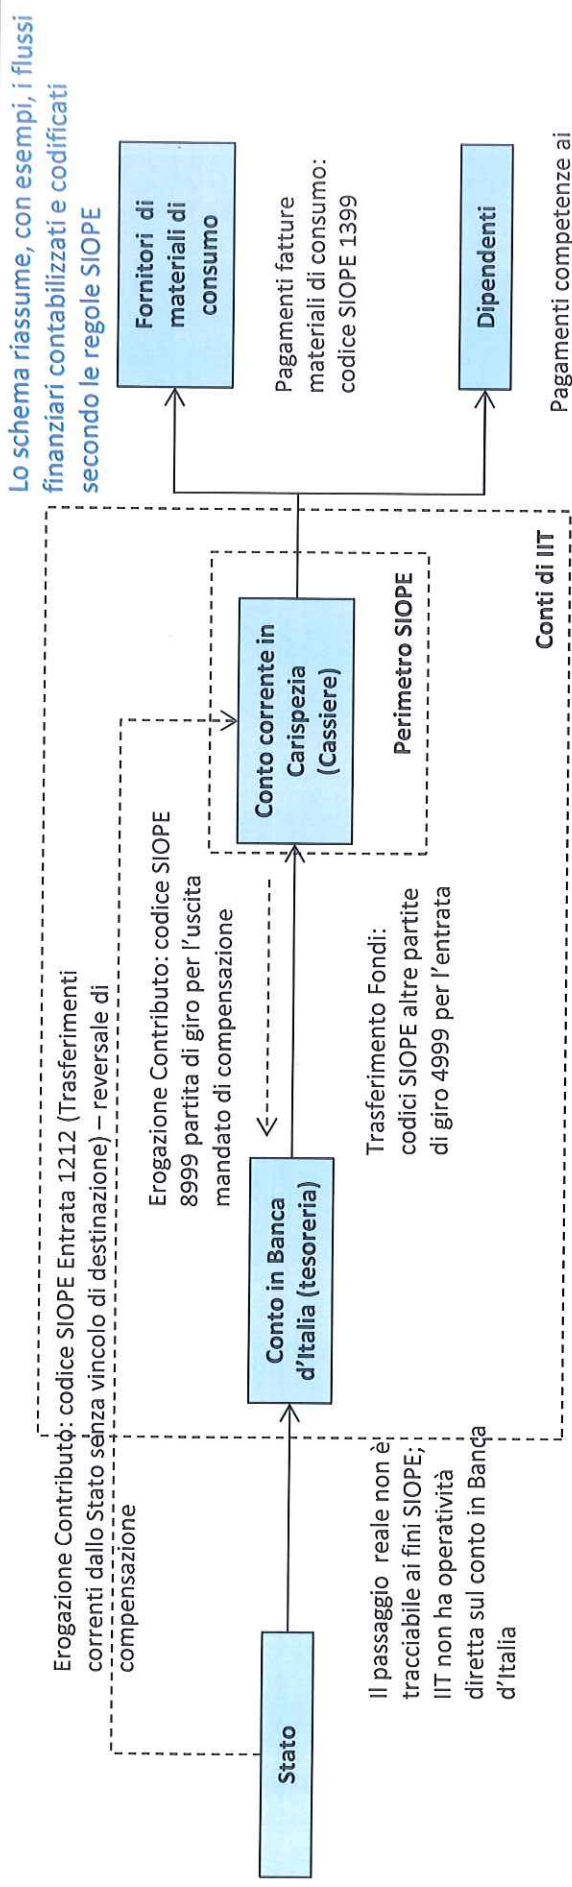 Lo schema riassume, con esempi, i flussi
finanziari contabilizzati e codificati
secondo le regole SIOPE
Erogazione Contributo: codice SIOPE Entrata 1212 (Trasferimenti
correnti dallo Stato senza vincolo di destinazione) – reversale di
compensazione
Stato
Il passaggio reale non è
tracciabile ai fini SIOPE;
IIT non ha operatività
diretta sul conto in Banca
d'Italia
Conto in Banca
d'Italia (tesoreria)
Erogazione Contributo: codice SIOPE
8999 partita di giro per l'uscita
mandato di compensazione
Trasferimento Fondi:
codici SIOPE altre partite
di giro 4999 per l'entrata
Conto corrente in
Carispezia
(Cassiere)
Perimetro SIOPE
Conti di IIT
Fornitori di
materiali di
consumo
Pagamenti fatture
materiali di consumo:
codice SIOPE 1399
Dipendenti
Pagamenti competenze ai